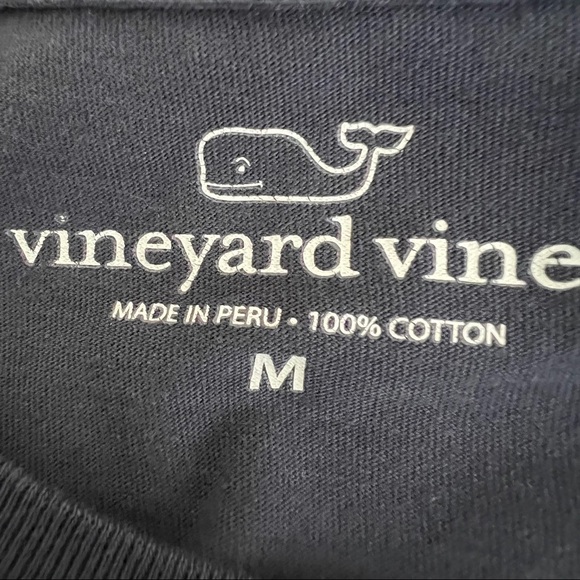 vineyard vine
MADE IN PERU • 100% COTTON
M